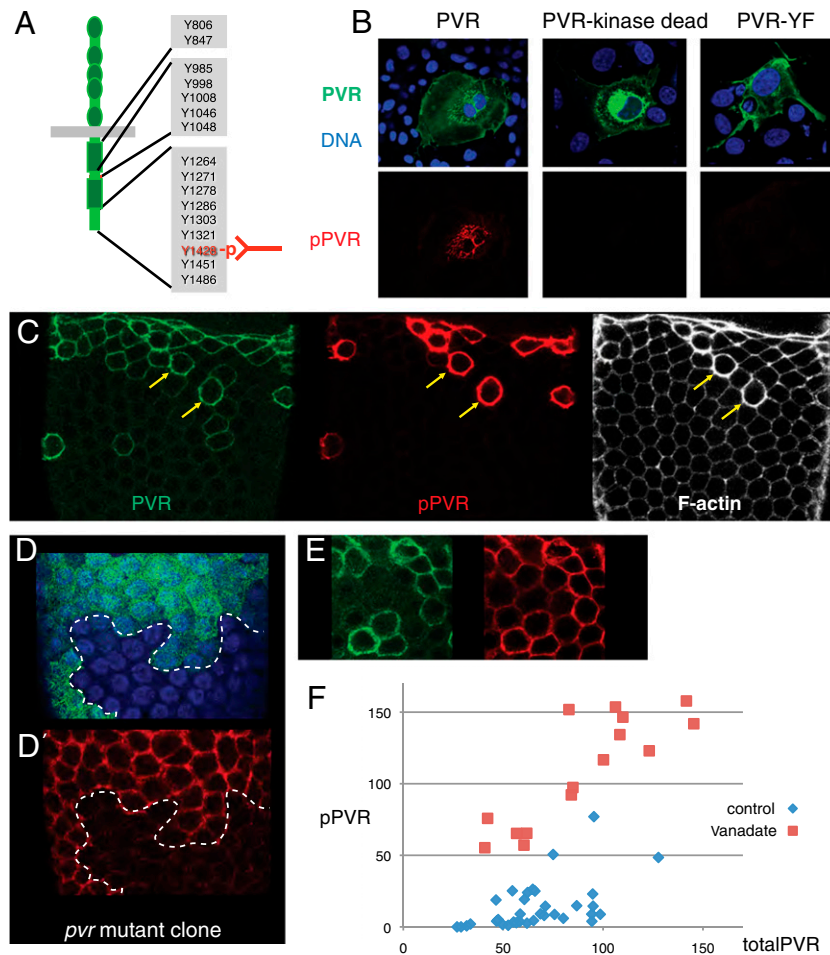 A
Y806
Y847
Y985
Y998
Y1008
Y1046
Y1048
Y1264
Y1271
Y1278
Y1286
Y1303
Y1321
Y1428-p
Y1451
Y1486
B
PVR
PVR-kinase dead
PVR-YF
PVR
DNA
pPVR
C
PVR
pPVR
F-actin
D
D´
pvr mutant clone
E
F
pPVR
150
100
50
0
0
50
100
150
totalPVR
control
Vanadate